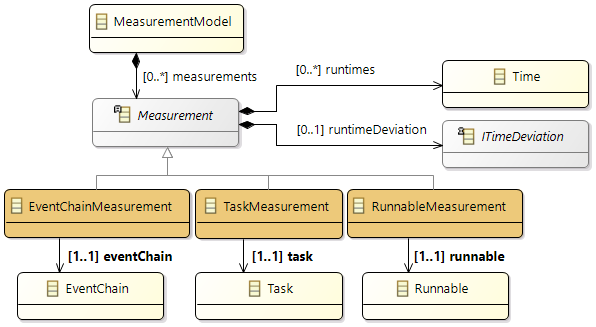 MeasurementModel
[0..*] measurements
[0..*] runtimes
Time
Measurement
[0..1] runtimeDeviation
ITimeDeviation
EventChainMeasurement
TaskMeasurement
RunnableMeasurement
[1..1] eventChain
[1..1] task
[1..1] runnable
EventChain
Task
Runnable